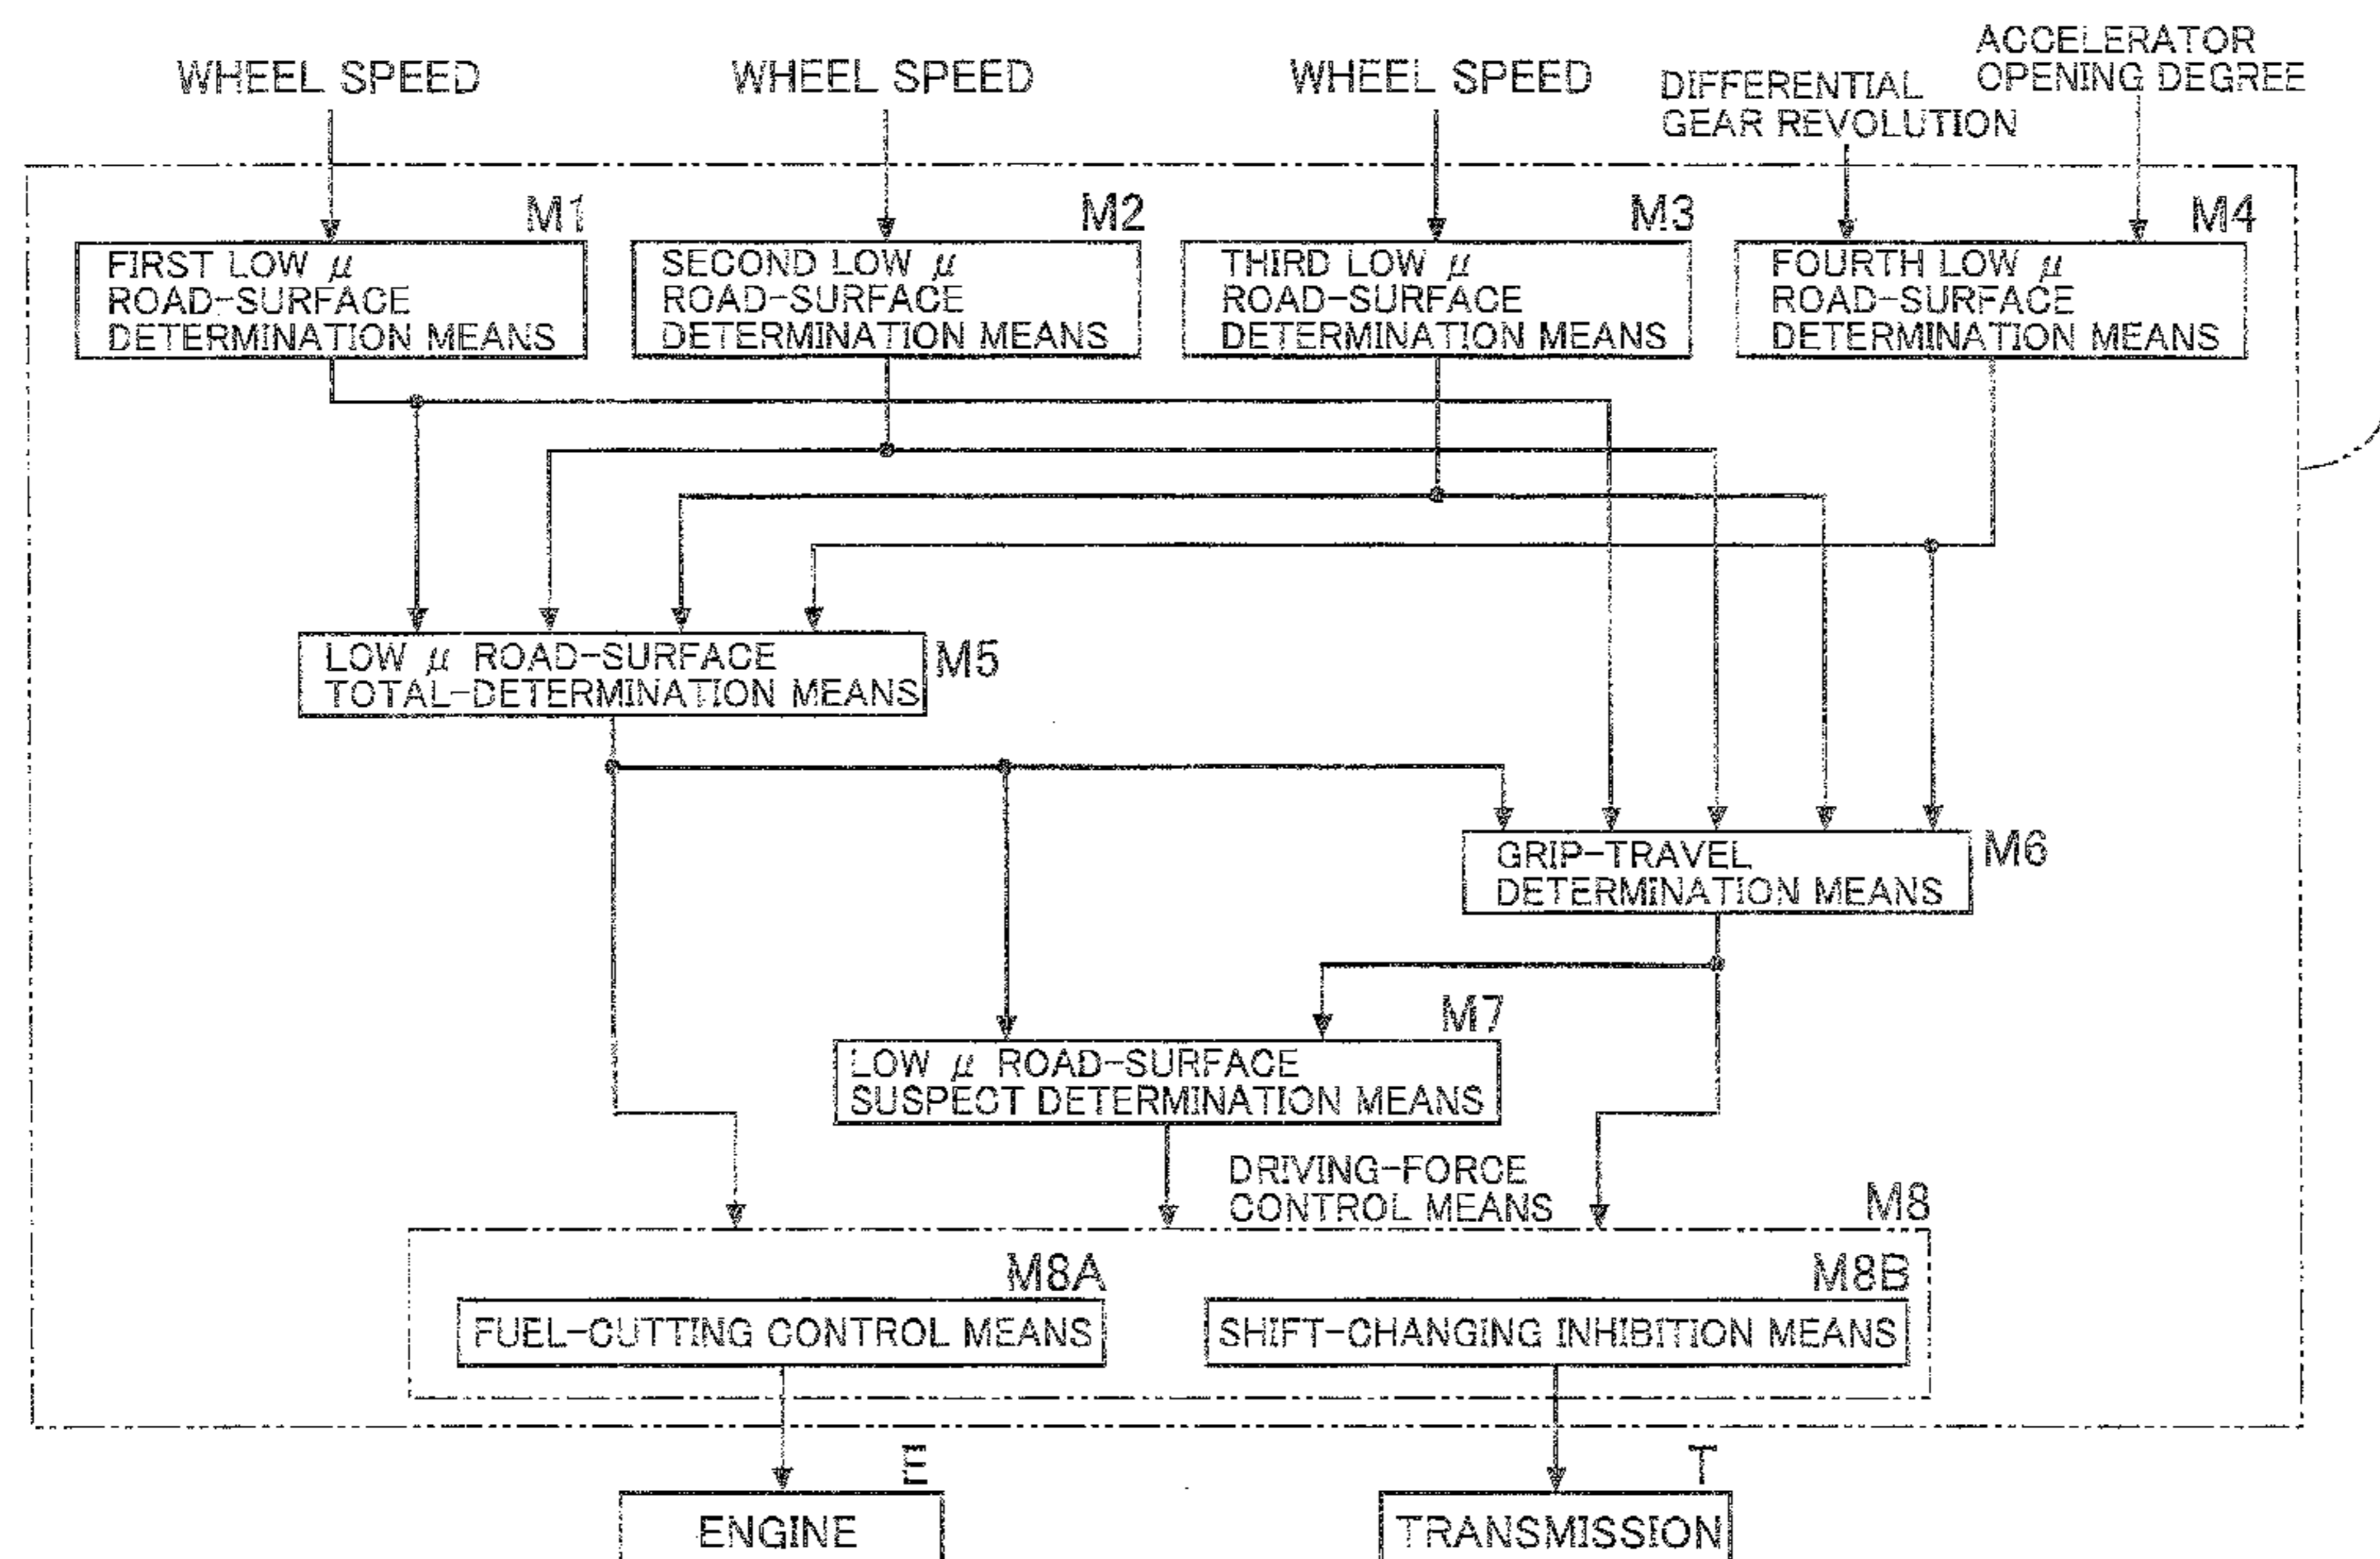 WHEEL SPEED
WHEEL SPEED
WHEEL SPEED
DIFFERENTIAL
GEAR REVOLUTION
ACCELERATOR
OPENING DEGREE
M1
FIRST LOW μ
ROAD-SURFACE
DETERMINATION MEANS
M2
SECOND LOW μ
ROAD-SURFACE
DETERMINATION MEANS
M3
THIRD LOW μ
ROAD-SURFACE
DETERMINATION MEANS
M4
FOURTH LOW μ
ROAD-SURFACE
DETERMINATION MEANS
LOW μ ROAD-SURFACE
TOTAL-DETERMINATION MEANS
M5
GRIP-TRAVEL
DETERMINATION MEANS
M6
M7
LOW μ ROAD-SURFACE
SUSPECT DETERMINATION MEANS
DRIVING-FORCE
CONTROL MEANS
M8
M8A
FUEL-CUTTING CONTROL MEANS
M8B
SHIFT-CHANGING INHIBITION MEANS
E
ENGINE
T
TRANSMISSION